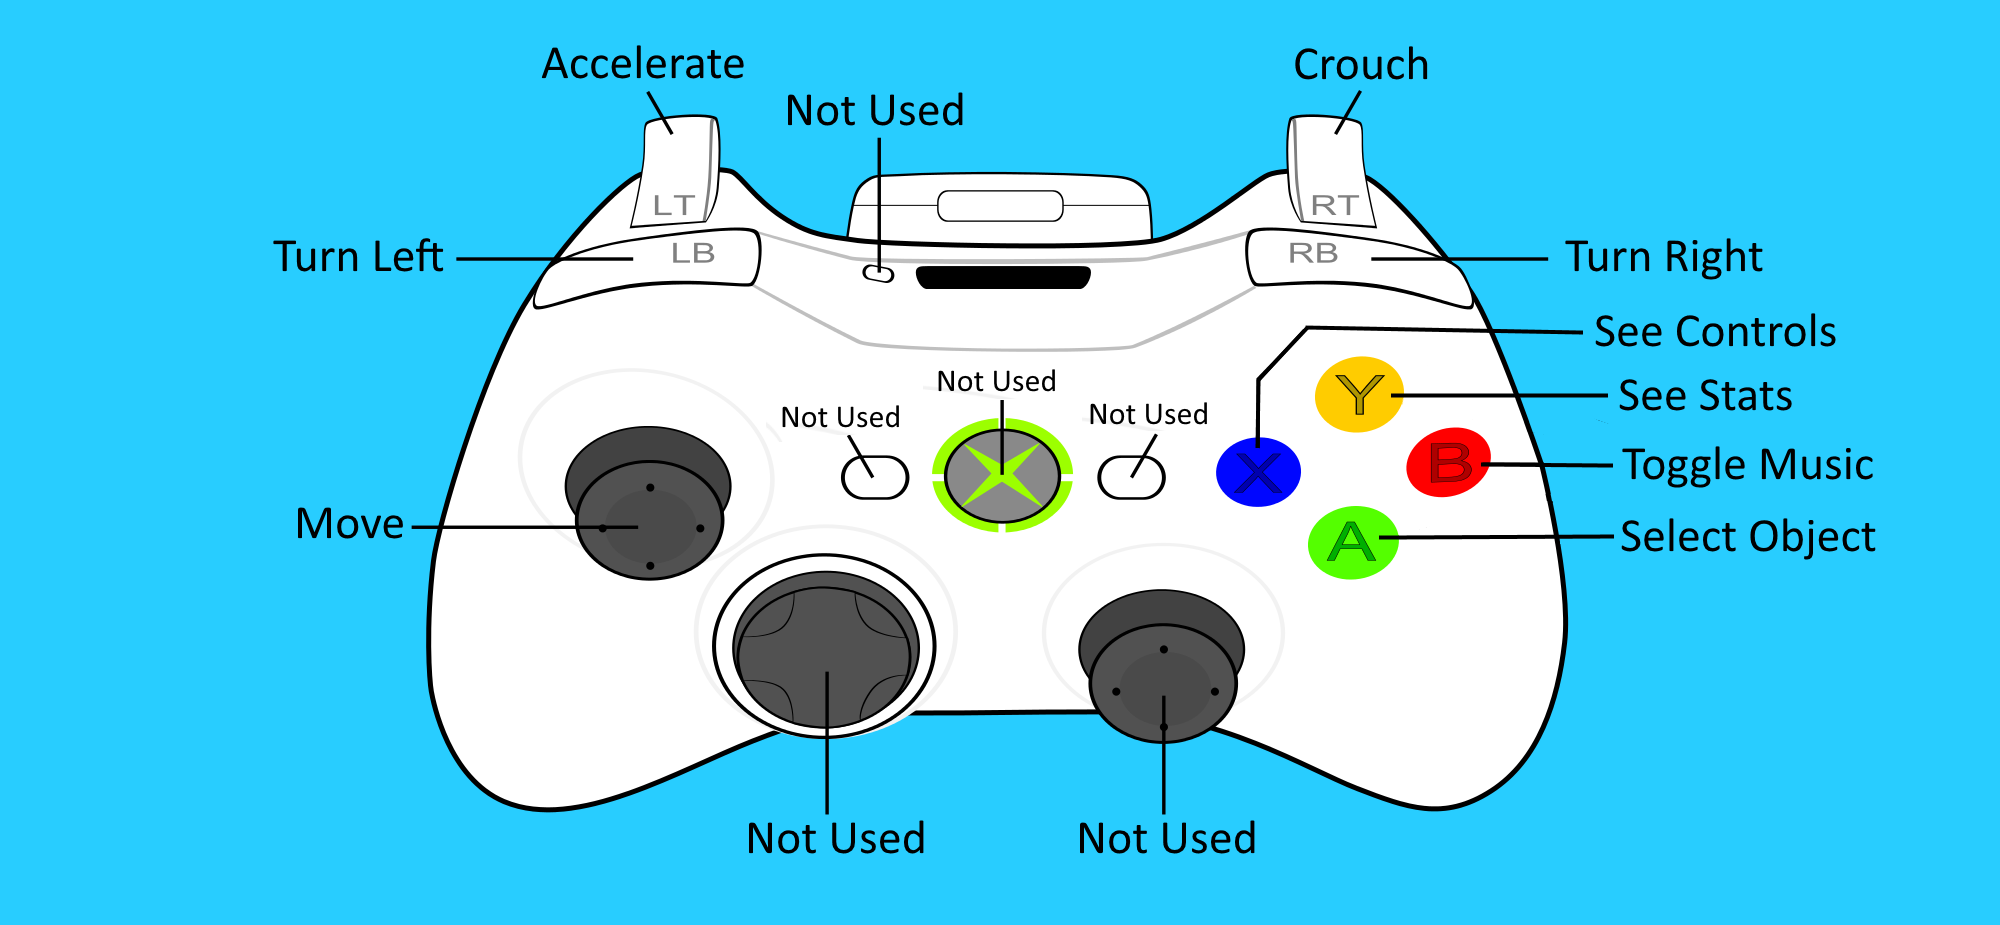 Accelerate
Crouch
Not Used
LT
RT
Turn Left
LB
RB
Turn Right
See Controls
Not Used
Y
See Stats
Not Used
Not Used
X
B
Toggle Music
Move
A
Select Object
Not Used
Not Used